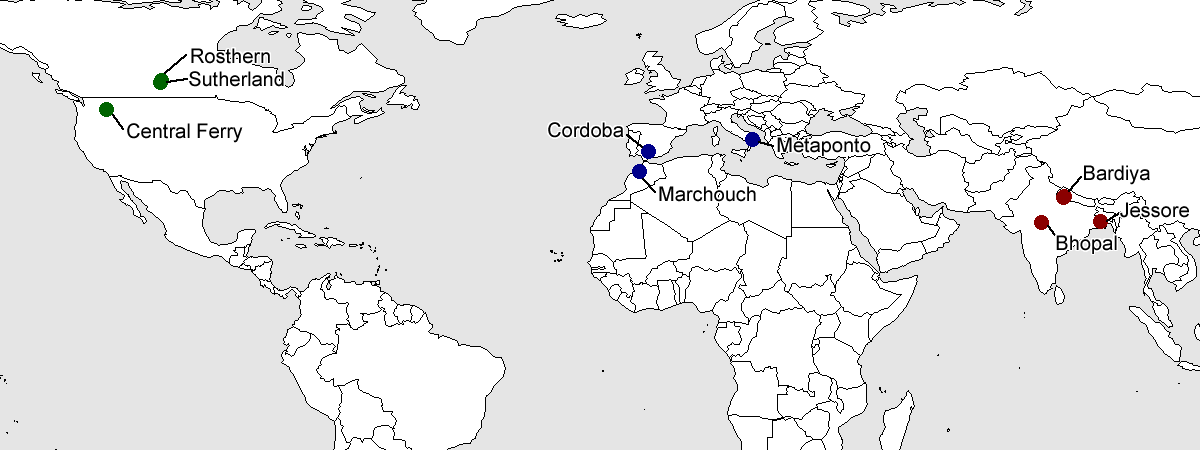 Rosthern
Sutherland
Central Ferry
Cordoba
Metaponto
Marchouch
Bardiya
Jessore
Bhopal